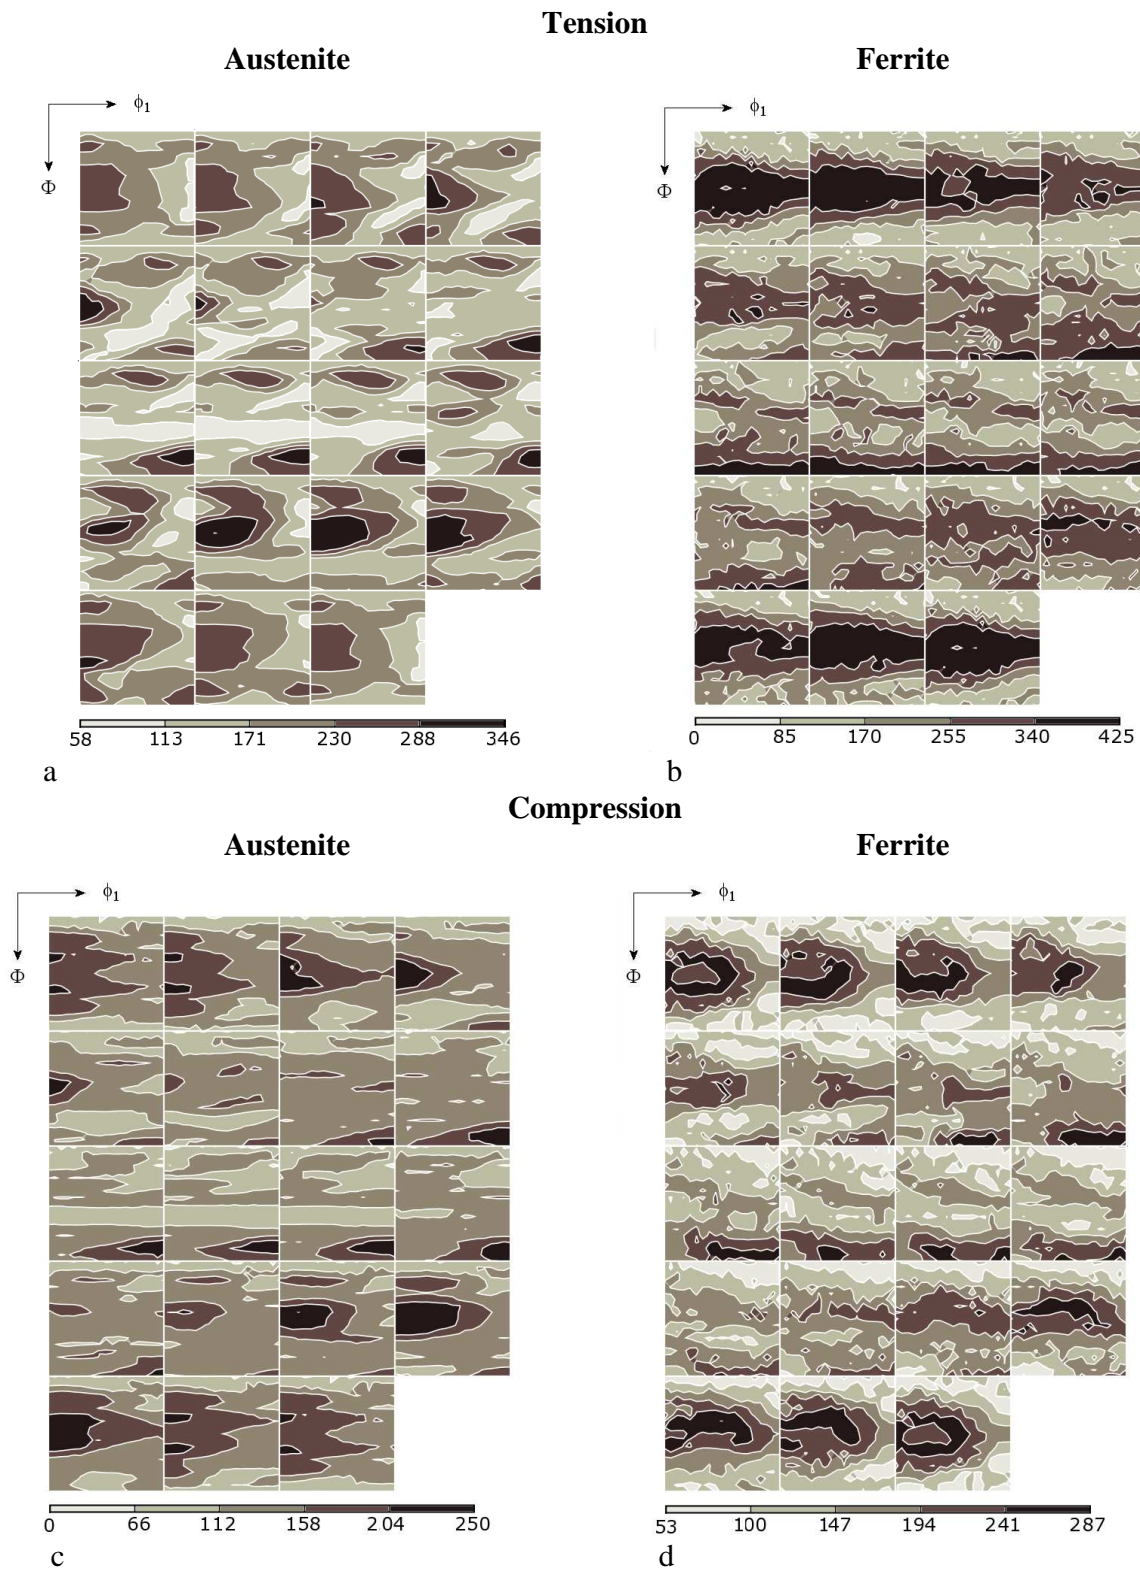 Tension
Austenite Ferrite
ϕ1 ϕ1
Φ Φ
58 113 171 230 288 346 0 85 170 255 340 425
a b
Compression
Austenite Ferrite
ϕ1 ϕ1
Φ Φ
0 66 112 158 2.04 250 53 100 147 194 241 287
c d